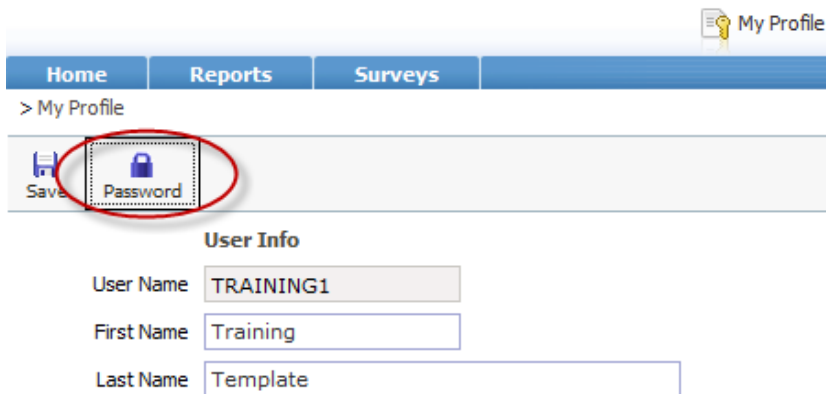 My Profile
Home Reports Surveys
> My Profile
Save Password
User Info
User Name TRAINING1
First Name Training
Last Name Template